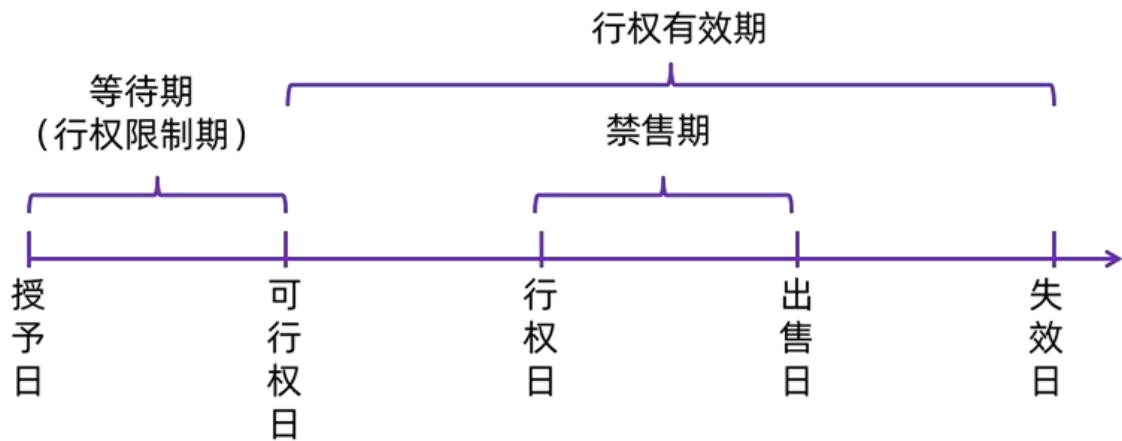 行权有效期
等待期
（行权限制期）
禁售期
授予日
可行权日
行权日
出售日
失效日